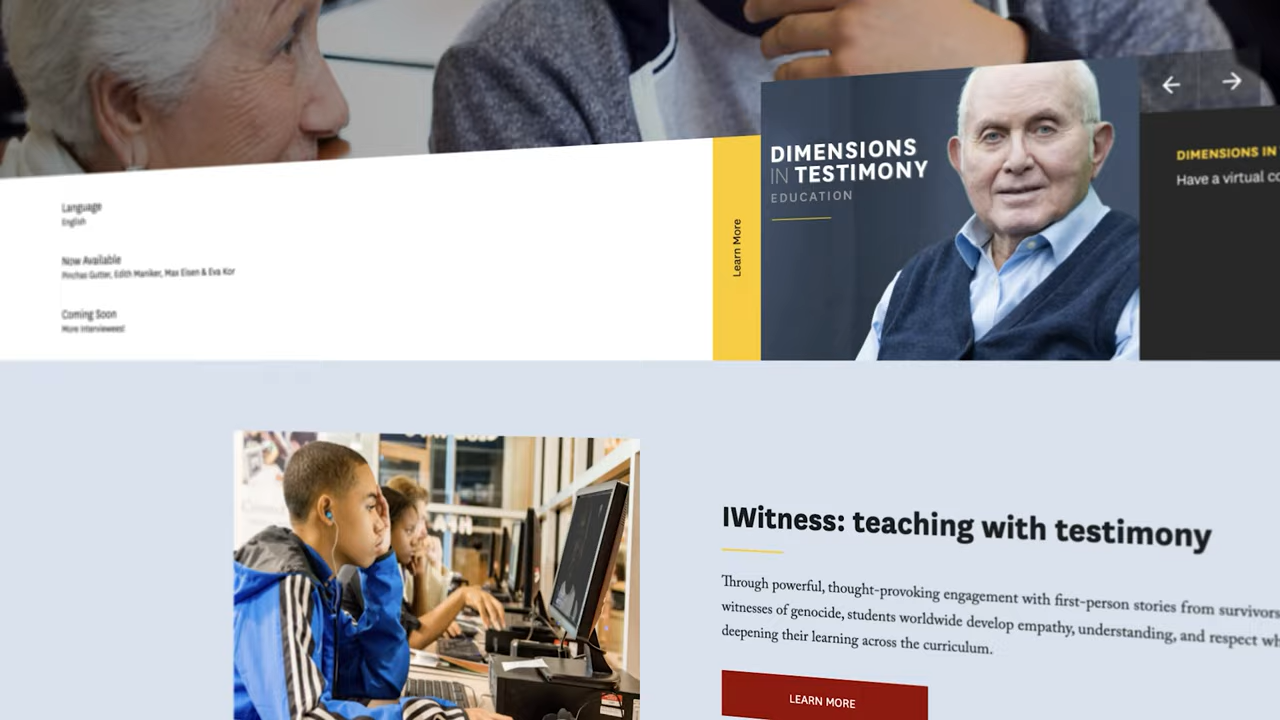 Language
English
Now Available
Pinchas Gutter, Edith Maniker, Max Eisen & Eva Kor
Coming Soon
More Interviewees!
Learn More
DIMENSIONS
IN TESTIMONY
EDUCATION
DIMENSIONS IN
Have a virtual
IWitness: teaching with testimony
Through powerful, thought-provoking engagement with first-person stories from survivors
witnesses of genocide, students worldwide develop empathy, understanding, and respect
deepening their learning across the curriculum.
LEARN MORE